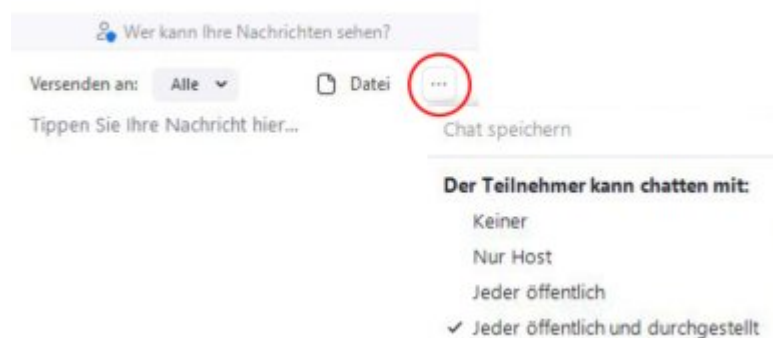 Wer kann Ihre Nachrichten sehen?
Versenden an: Alle Datei ...
Tippen Sie Ihre Nachricht hier...
Chat speichern
Der Teilnehmer kann chatten mit:
Keiner
Nur Host
Jeder öffentlich
✓ Jeder öffentlich und durchgestellt